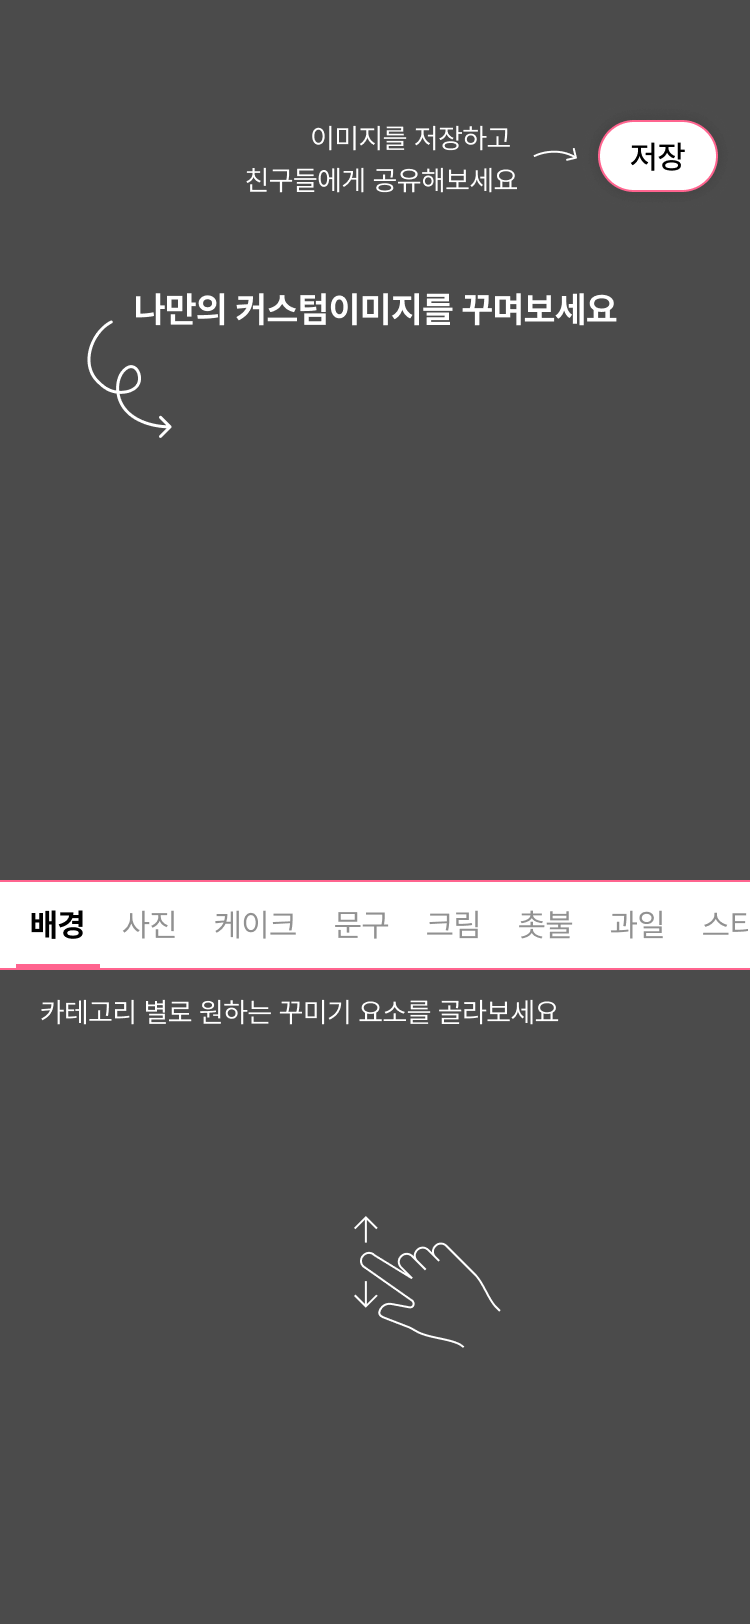 이미지를 저장하고
친구들에게 공유해보세요
저장
나만의 커스텀이미지를 꾸며보세요
배경 사진 케이크 문구 크림 촛불 과일
카테고리 별로 원하는 꾸미기 요소를 골라보세요